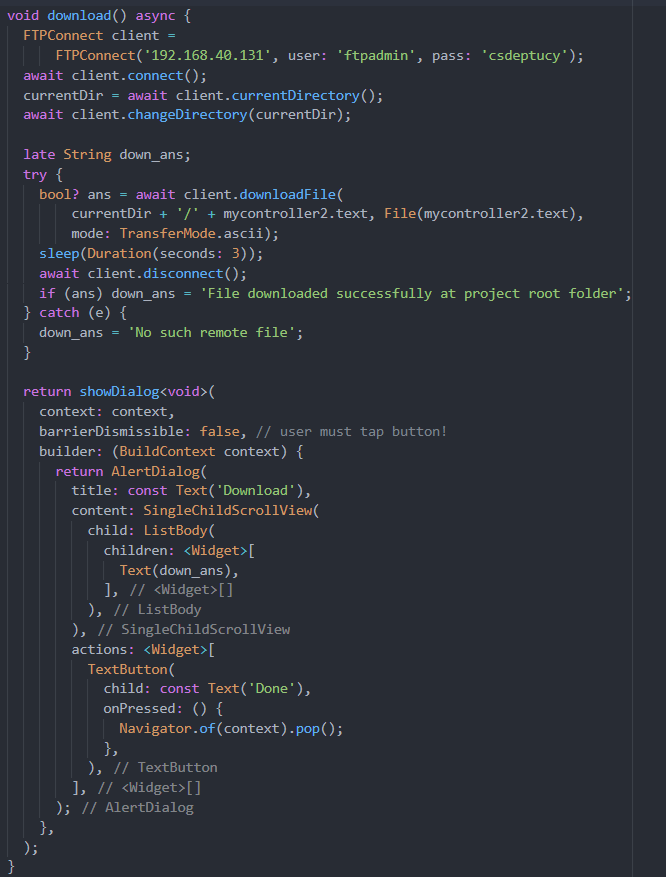 void download() async {
  FTPConnect client =
      FTPConnect('192.168.40.131', user: 'ftpadmin', pass: 'csdeptucy');
  await client.connect();
  currentDir = await client.currentDirectory();
  await client.changeDirectory(currentDir);

  late String down_ans;
  try {
    bool? ans = await client.downloadFile(
        currentDir + '/' + mycontroller2.text, File(mycontroller2.text),
        mode: TransferMode.ascii);
    sleep(Duration(seconds: 3));
    await client.disconnect();
    if (ans) down_ans = 'File downloaded successfully at project root folder';
  } catch (e) {
    down_ans = 'No such remote file';
  }

  return showDialog<void>(
    context: context,
    barrierDismissible: false, // user must tap button!
    builder: (BuildContext context) {
      return AlertDialog(
        title: const Text('Download'),
        content: SingleChildScrollView(
          child: ListBody(
            children: <Widget>[
              Text(down_ans),
            ], // <Widget>[]
          ), // ListBody
        ), // SingleChildScrollView
        actions: <Widget>[
          TextButton(
            child: const Text('Done'),
            onPressed: () {
              Navigator.of(context).pop();
            },
          ), // TextButton
        ], // <Widget>[]
      ); // AlertDialog
    },
  );
}